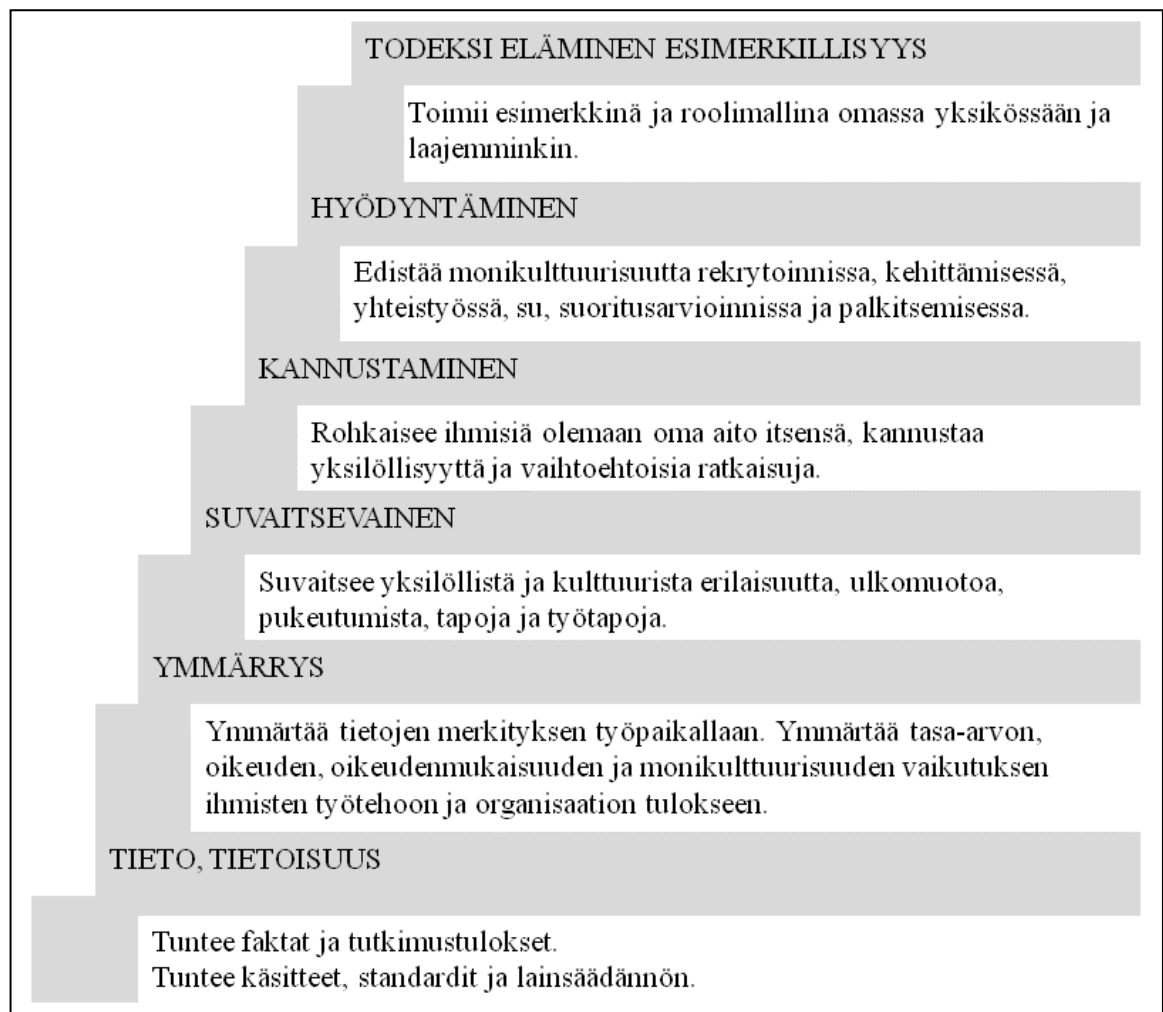 TODEKSI ELÄMINEN ESIMERKILLISYYS
Toimii esimerkkinä ja roolimallina omassa yksikössään ja
laajemminkin.
HYÖDYNTÄMINEN
Edistää monikulttuurisuutta rekrytoinnissa, kehittämisessä,
yhteistyössä, su, suoritusarvioinnissa ja palkitsemisessa.
KANNUSTAMINEN
Rohkaisee ihmisiä olemaan oma aito itsensä, kannustaa
yksilöllisyyttä ja vaihtoehtoisia ratkaisuja.
SUVAITSEVAINEN
Suvaitsee yksilöllistä ja kulttuurista erilaisuutta, ulkomuotoa,
pukeutumista, tapoja ja työtapoja.
YMMÄRRYS
Ymmärtää tietojen merkityksen työpaikallaan. Ymmärtää tasa-arvon,
oikeuden, oikeudenmukaisuuden ja monikulttuurisuuden vaikutuksen
ihmisten työtehoon ja organisaation tulokseen.
TIETO, TIETOISUUS
Tuntee faktat ja tutkimustulokset.
Tuntee käsitteet, standardit ja lainsäädännön.